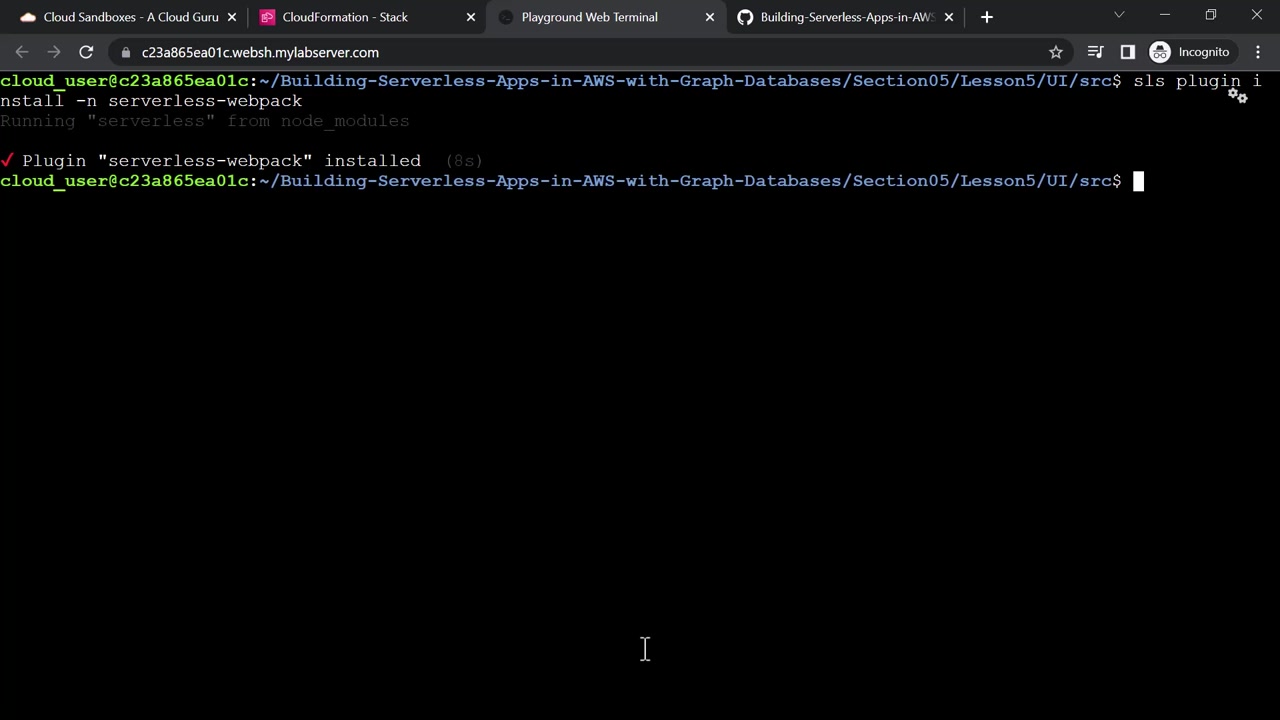 Cloud Sandboxes - A Cloud Guru
CloudFormation - Stack
Playground Web Terminal
Building-Serverless-Apps-in-AWS
c23a865ea01c.websh.mylabserver.com
Incognito
cloud_user@c23a865ea01c:~/Building-Serverless-Apps-in-AWS-with-Graph-Databases/Section05/Lesson5/UI/src$ sls plugin i
nstall -n serverless-webpack
Running "serverless" from node_modules
✓ Plugin "serverless-webpack" installed (8s)
cloud_user@c23a865ea01c:~/Building-Serverless-Apps-in-AWS-with-Graph-Databases/Section05/Lesson5/UI/src$